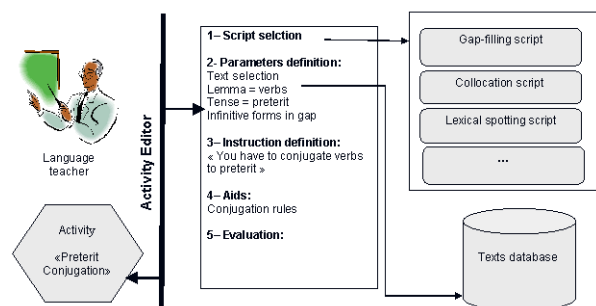 Language
teacher
Activity
«Preterit
Conjugation»
Activity Editor
1– Script selction
2- Parameters definition:
Text selection
Lemma = verbs
Tense = preterit
Infinitive forms in gap
3– Instruction definition:
« You have to conjugate verbs
to preterit »
4– Aids:
Conjugation rules
5– Evaluation:
Gap-filling script
Collocation script
Lexical spotting script
...
Texts database